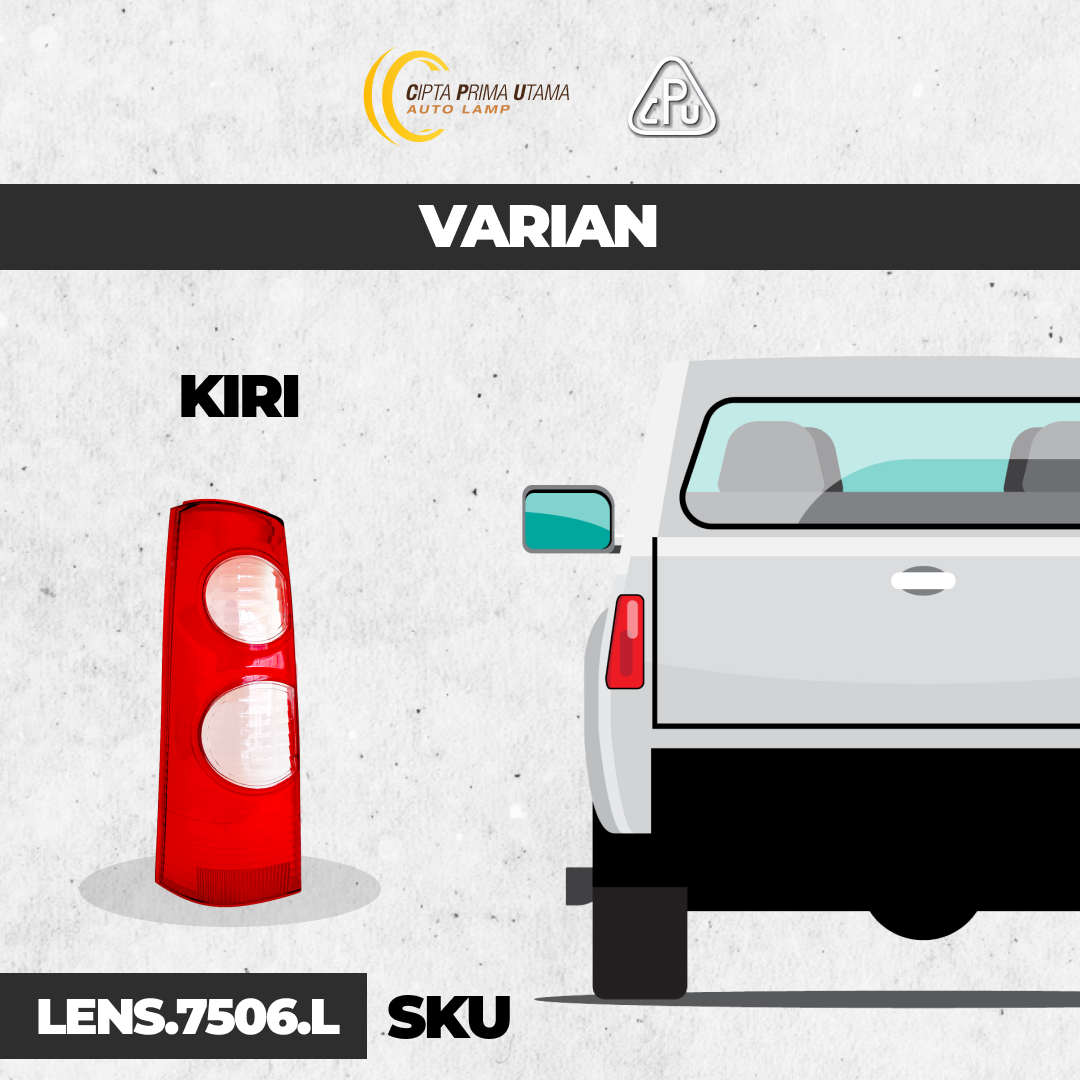 CIPTA PRIMA UTAMA
AUTO LAMP
CPU
VARIAN
KIRI
LENS.7506.L
SKU